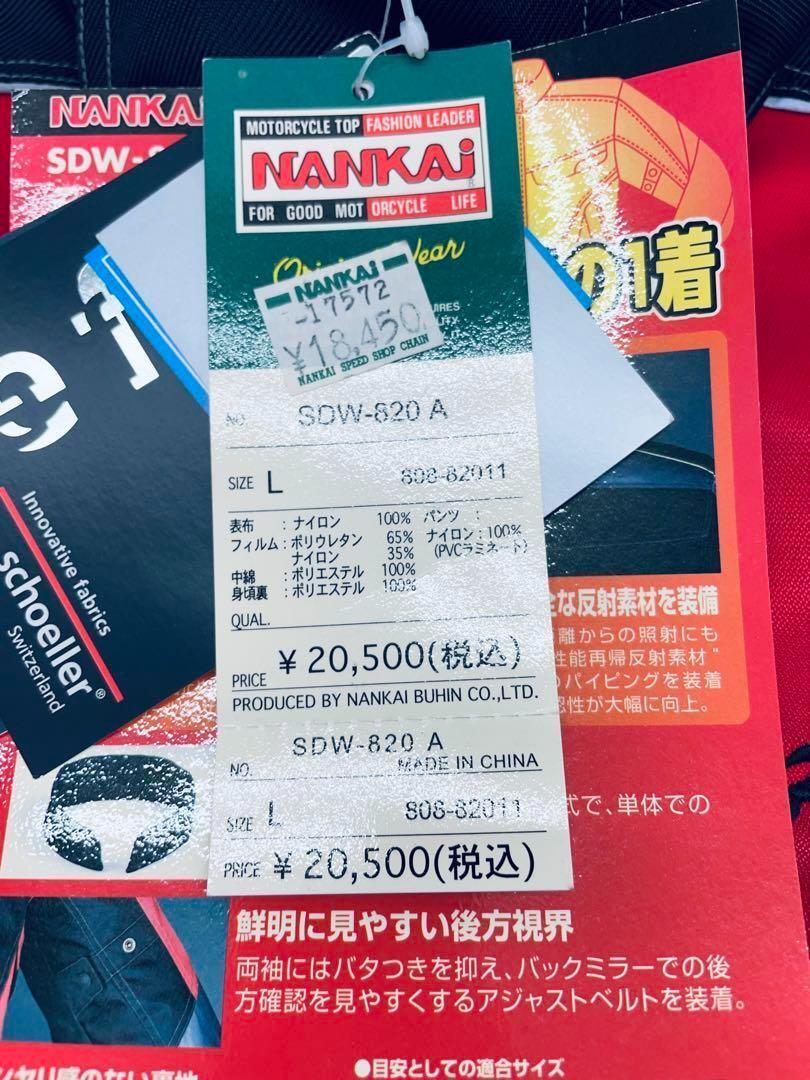 NANKAI
SDW-
MOTORCYCLE TOP FASHION LEADER
NANKAI
®
FOR GOOD MOTORCYCLE LIFE
Wear
NANKAI
-17572
¥18,450
NANKAI SPEED SHOP CHAIN
の1着
NO. SDW-820 A
SIZE L 808-82011
表布 : ナイロン 100% パンツ :
フィルム : ポリウレタン 65% ナイロン : 100%
ナイロン 35% (PVCラミネート)
中綿 : ポリエステル 100%
身頃裏 : ポリエステル 100%
QUAL.
PRICE ¥20,500(税込)
PRODUCED BY NANKAI BUHIN CO.,LTD.
SDW-820 A
NO. MADE IN CHINA
SIZE L 808-82011
PRICE ¥20,500(税込)
Innovative fabrics
schoeller®
Switzerland
な反射素材を装備
離からの照射にも
性能再帰反射素材"
パイピングを装着
認性が大幅に向上。
式で、単体での
鮮明に見やすい後方視界
両袖にはバタつきを抑え、バックミラーでの後
方確認を見やすくするアジャストベルトを装着。
●目安としての適合サイズ